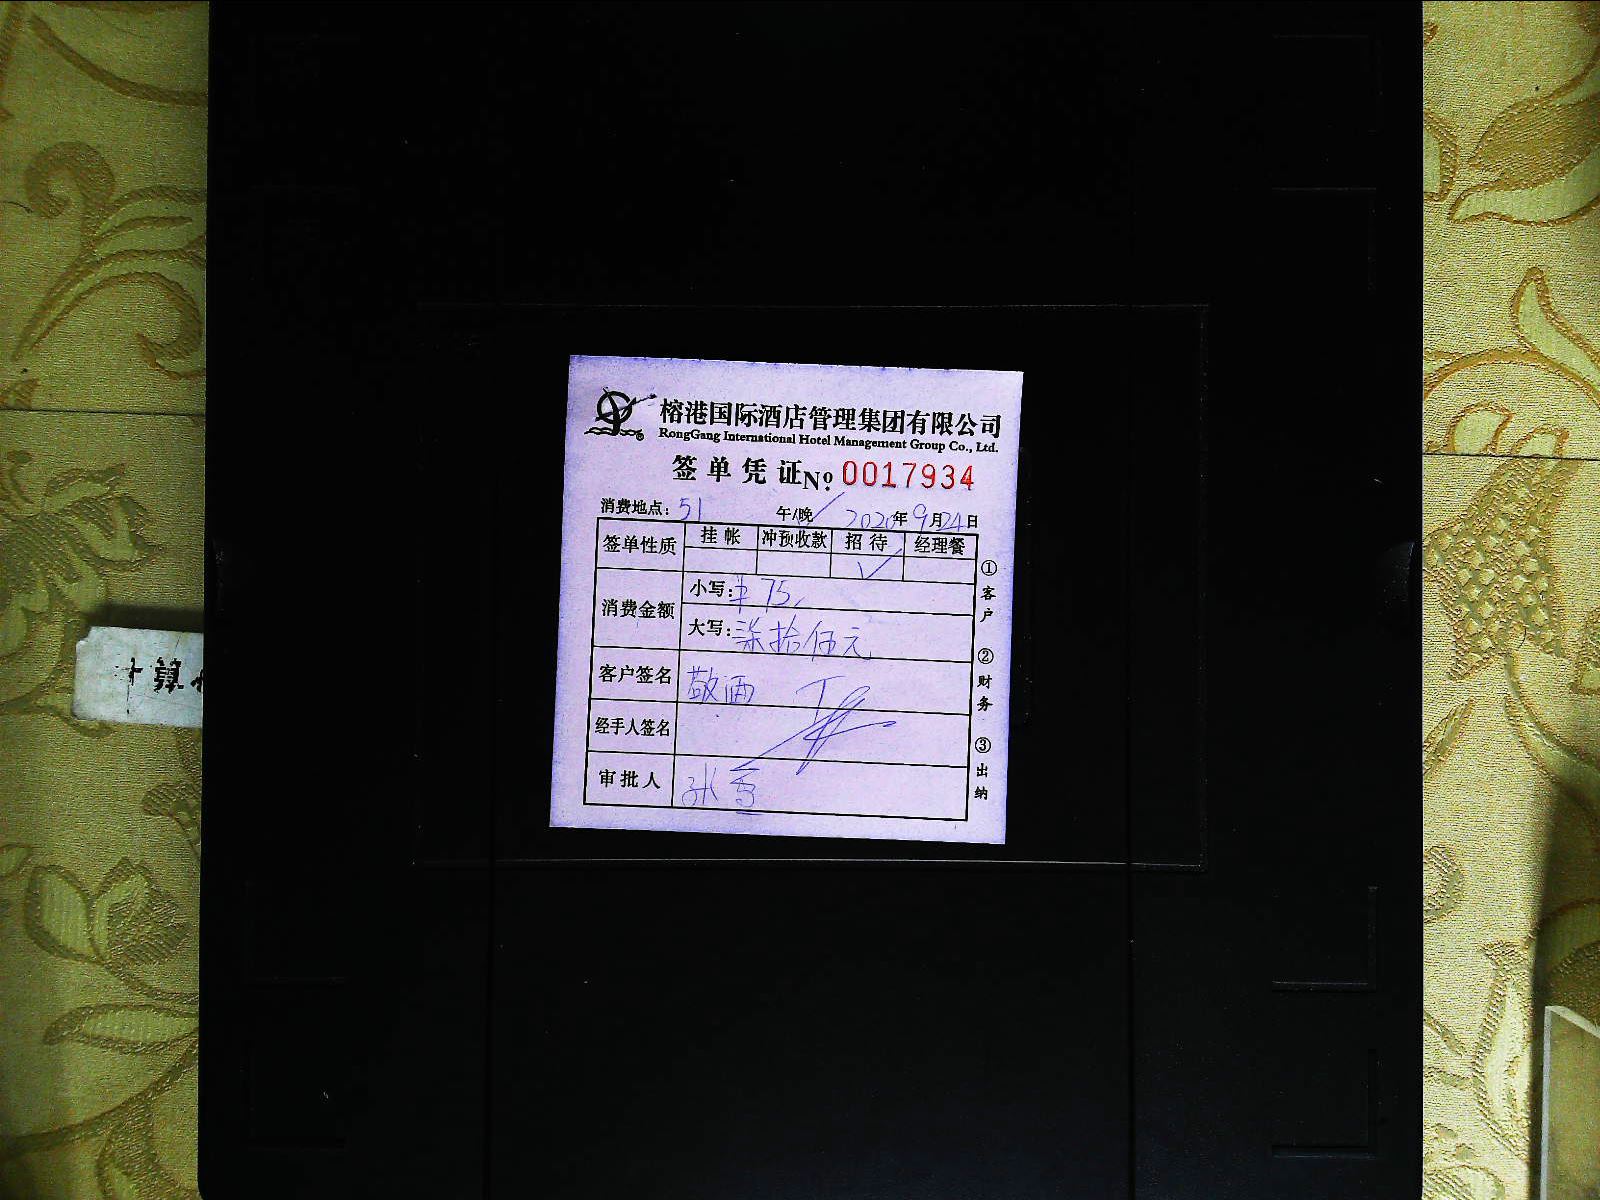 榕港国际酒店管理集团有限公司
RongGang International Hotel Management Group Co., Ltd.
签单凭证 No. 0017934
消费地点: 51 午/晚 ✓ 2020年9月24日
签单性质 挂帐 冲预收款 招待 经理餐
✓
消费金额 小写: ¥75
大写: 柒拾伍元
客户签名 敬酒
经手人签名
审批人 张
①客户 ②财务 ③出纳
算